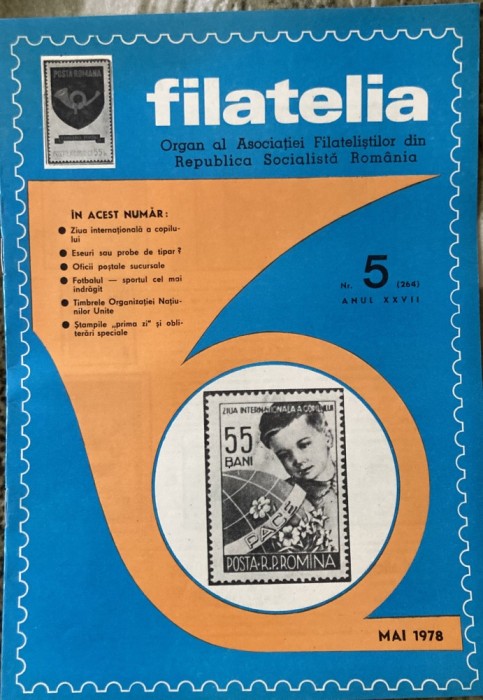 POSTA ROMANA
filatelia
Organ al Asociației Filateliștilor din
Republica Socialistă România
ÎN ACEST NUMĂR:
Ziua internațională a copilu-
lui
Eseuri sau probe de tipar?
Oficii poștale sucursale
Fotbalul — sportul cel mai
îndrăgit
Timbrele Organizației Națiu-
nilor Unite
Ștampile „prima zi" și obli-
terări speciale
Nr. 5 (264)
ANUL XXVII
ZIUA INTERNATIONALA A COPILULUI
55
BANI
PACE
POSTA·R.P.ROMINA
MAI 1978